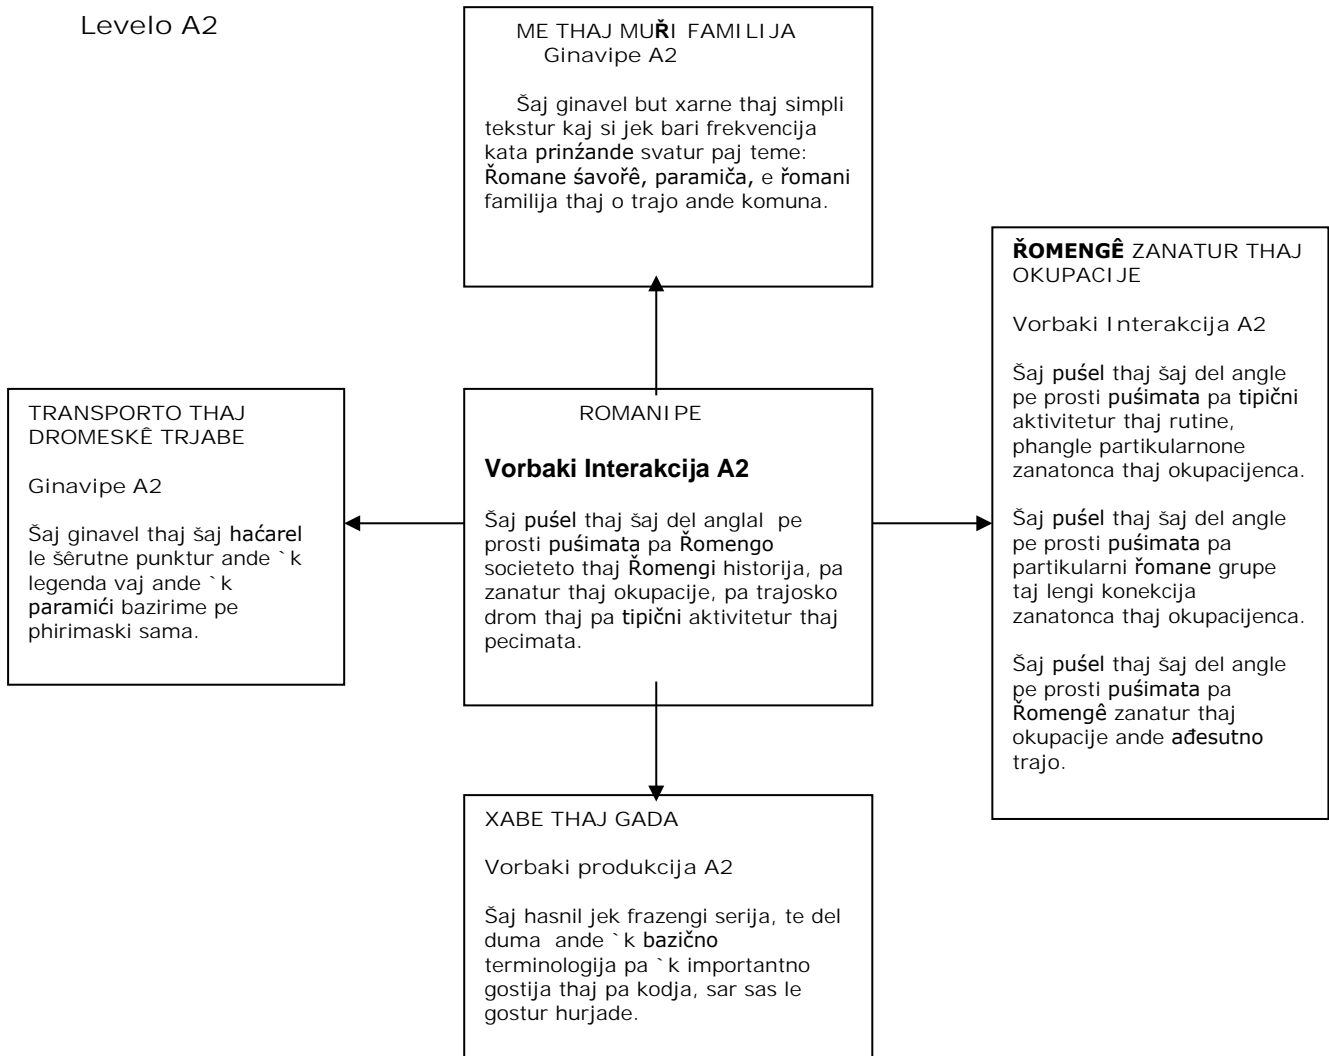 Levelo A2
ME THAJ MUŘI FAMILIJA
Ginavipe A2
Šaj ginavel but xarne thaj simpli
tekstur kaj si jek bari frekvencija
kata prinźande svatur paj teme:
Řomane śavořê, paramiča, e řomani
familija thaj o trajo ande komuna.
ŘOMENGÊ ZANATUR THAJ
OKUPACIJE
Vorbaki Interakcija A2
Šaj puśel thaj šaj del angle
pe prosti puśimata pa tipični
aktivitetur thaj rutine,
phangle partikularnone
zanatonca thaj okupacijenca.
Šaj puśel thaj šaj del angle
pe prosti puśimata pa
partikularni řomane grupe
taj lengi konekcija
zanatonca thaj okupacijenca.
Šaj puśel thaj šaj del angle
pe prosti puśimata pa
Řomengê zanatur thaj
okupacije ande ađesutno
trajo.
TRANSPORTO THAJ
DROMESKÊ TRJABE
Ginavipe A2
Šaj ginavel thaj šaj haćarel
le šêrutne punktur ande `k
legenda vaj ande `k
paramići bazirime pe
phirimaski sama.
ROMANIPE
Vorbaki Interakcija A2
Šaj puśel thaj šaj del anglal pe
prosti puśimata pa Řomengo
societeto thaj Řomengi historija, pa
zanatur thaj okupacije, pa trajosko
drom thaj pa tipični aktivitetur thaj
pecimata.
XABE THAJ GADA
Vorbaki produkcija A2
Šaj hasnil jek frazengi serija, te del
duma ande `k bazično
terminologija pa `k importantno
gostija thaj pa kodja, sar sas le
gostur hurjade.